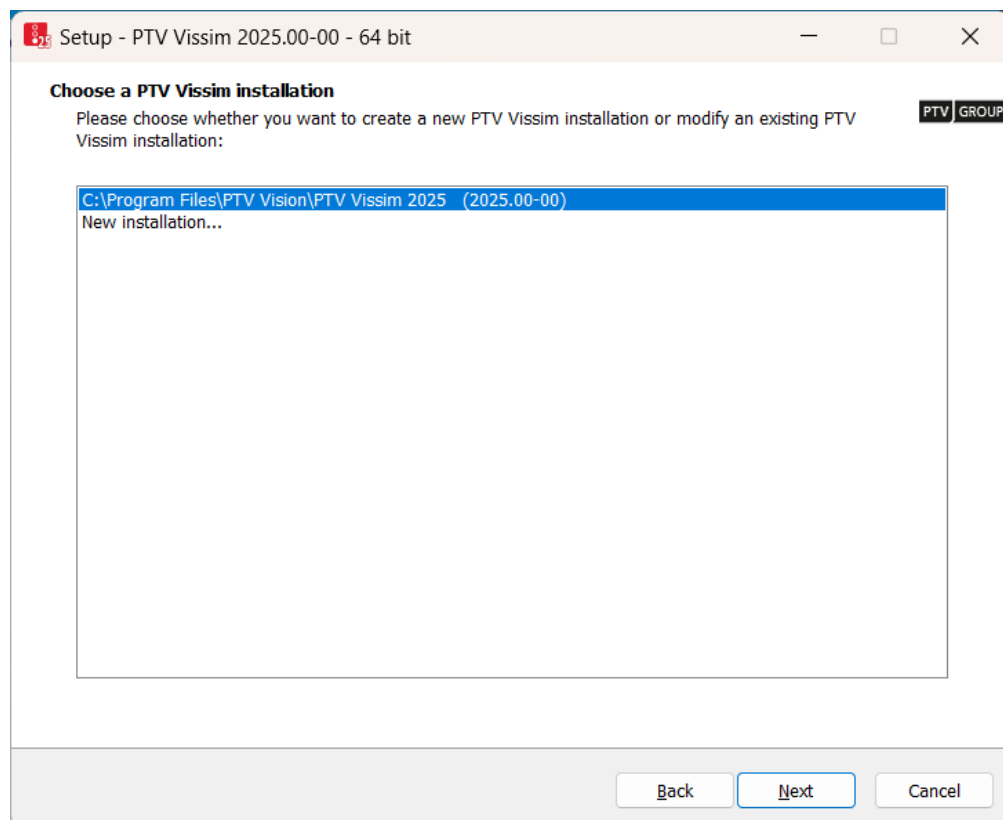 25
Setup - PTV Vissim 2025.00-00 - 64 bit
Choose a PTV Vissim installation
Please choose whether you want to create a new PTV Vissim installation or modify an existing PTV
Vissim installation:
PTV GROUP
C:\Program Files\PTV Vision\PTV Vissim 2025   (2025.00-00)
New installation...
Back
Next
Cancel